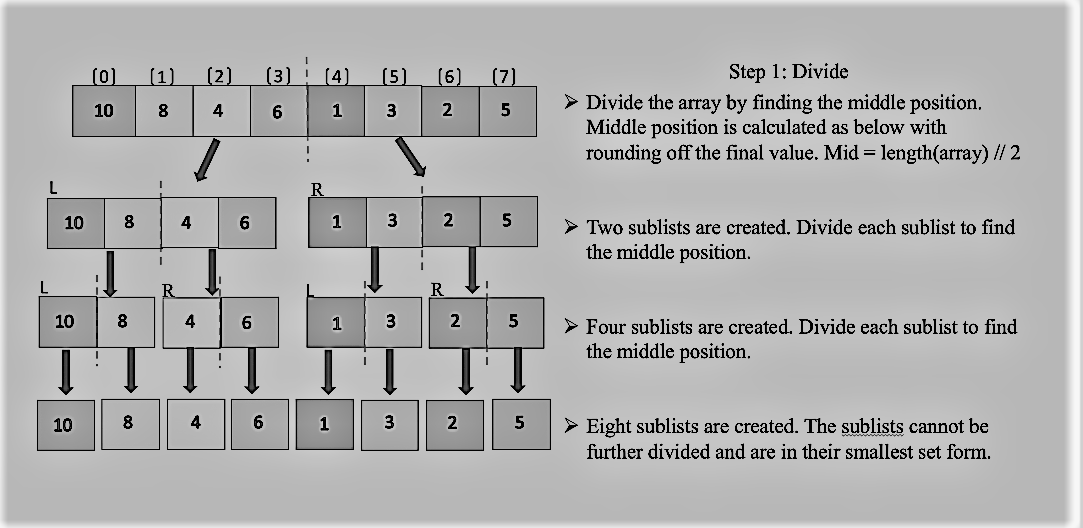 Step 1: Divide
(0) (1) (2) (3) (4) (5) (6) (7)
10 8 4 6 1 3 2 5
➢ Divide the array by finding the middle position.
Middle position is calculated as below with
rounding off the final value. Mid = length(array) // 2
L R
10 8 4 6 1 3 2 5
➢ Two sublists are created. Divide each sublist to find
the middle position.
L R L R
10 8 4 6 1 3 2 5
➢ Four sublists are created. Divide each sublist to find
the middle position.
10 8 4 6 1 3 2 5
➢ Eight sublists are created. The sublists cannot be
further divided and are in their smallest set form.